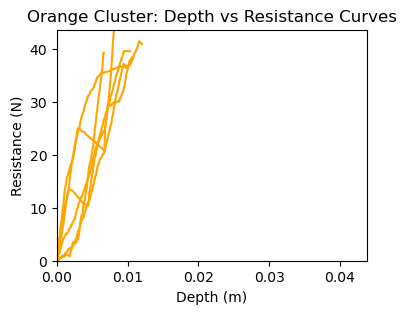 Orange Cluster: Depth vs Resistance Curves
40
30
20
10
0
Resistance (N)
0.00 0.01 0.02 0.03 0.04
Depth (m)